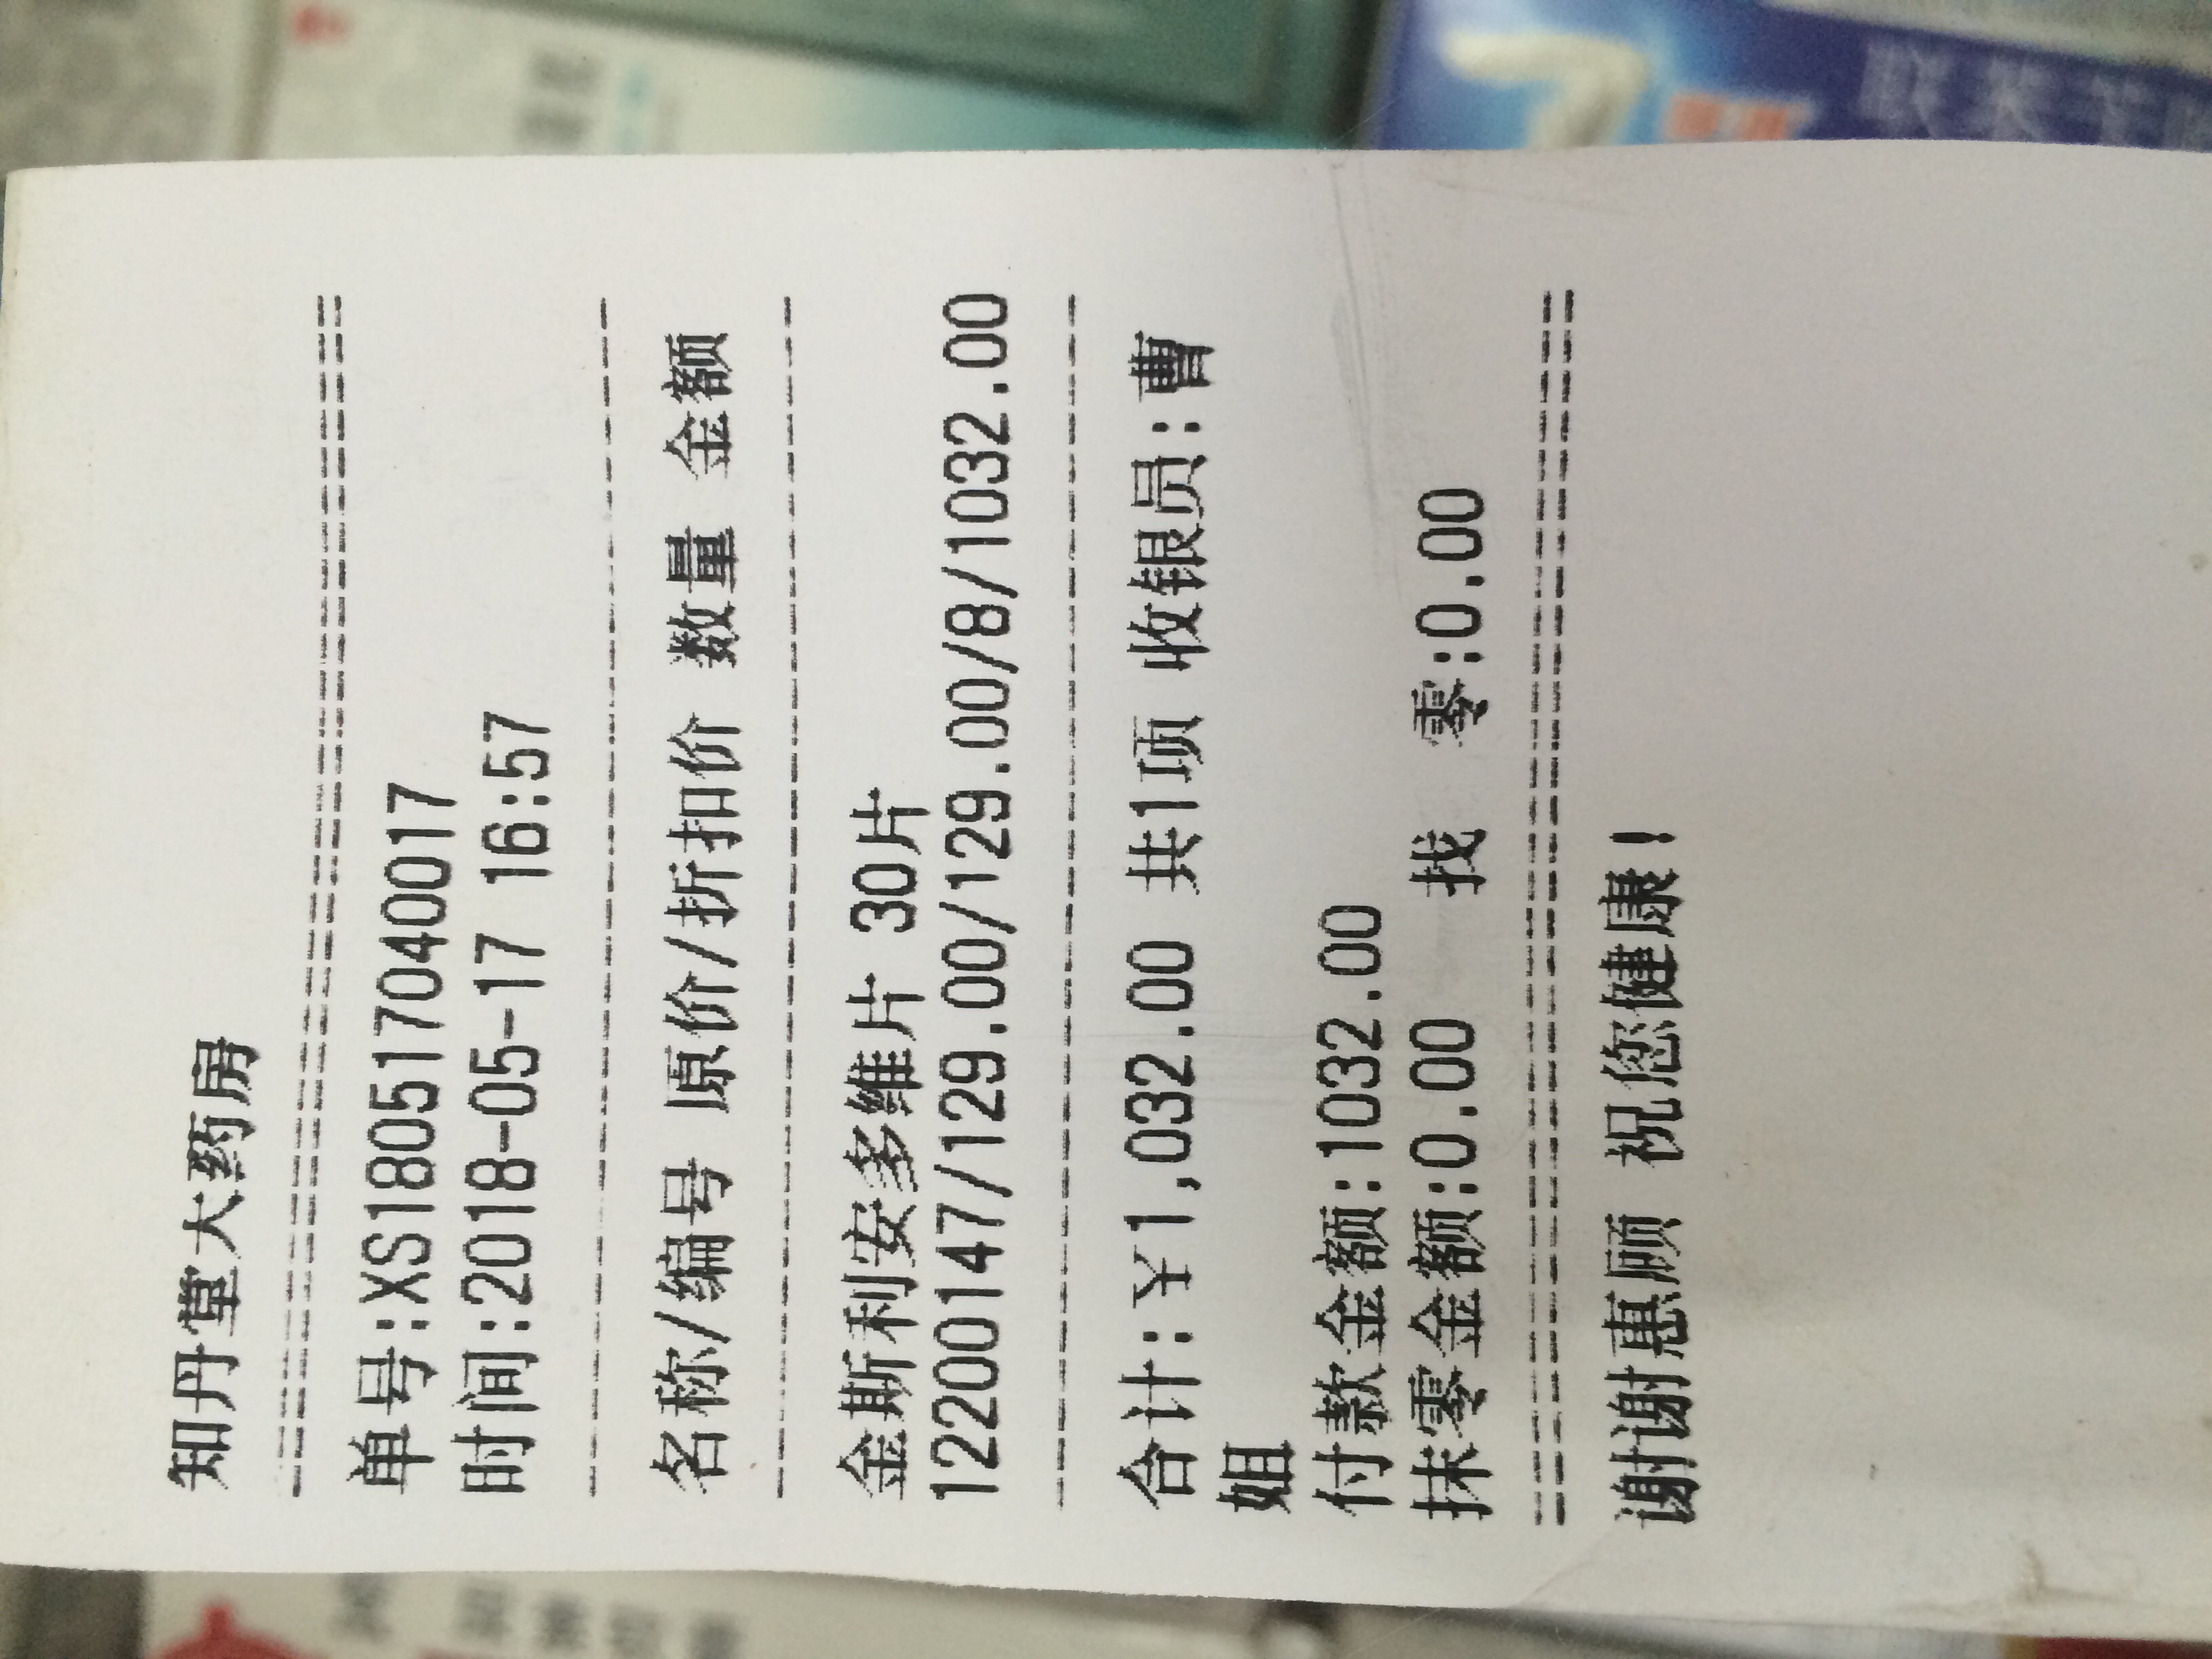 知丹堂大药房
单号:XS180517040017
时间:2018-05-17 16:57
名称/编号 原价/折扣价 数量 金额
金斯利安多维片 30片
12200147/129.00/129.00/8/1032.00
合计:¥1,032.00 共1项 收银员:曹
姐
付款金额:1032.00
抹零金额:0.00 找 零:0.00
谢谢惠顾 祝您健康!